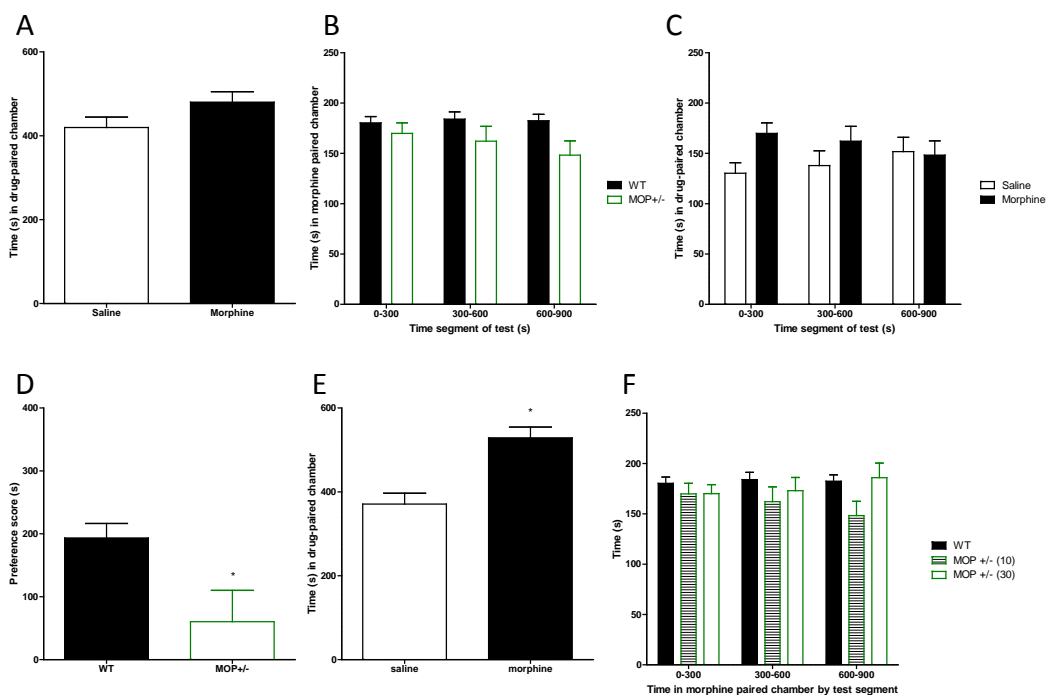 A
Time (s) in drug-paired chamber
600
400
200
0
Saline
Morphine
B
Time (s) in morphine paired chamber
250
200
150
100
50
0
0-300
300-600
600-900
Time segment of test (s)
WT
MOP+/-
C
Time (s) in drug-paired chamber
250
200
150
100
50
0
0-300
300-600
600-900
Time segment of test (s)
Saline
Morphine
D
Preference score (s)
400
300
200
100
0
*
WT
MOP+/-
E
Time (s) in drug-paired chamber
600
400
200
0
*
saline
morphine
F
Time (s)
250
200
150
100
50
0
0-300
300-600
600-900
Time in morphine paired chamber by test segment
WT
MOP +/- (10)
MOP +/- (30)